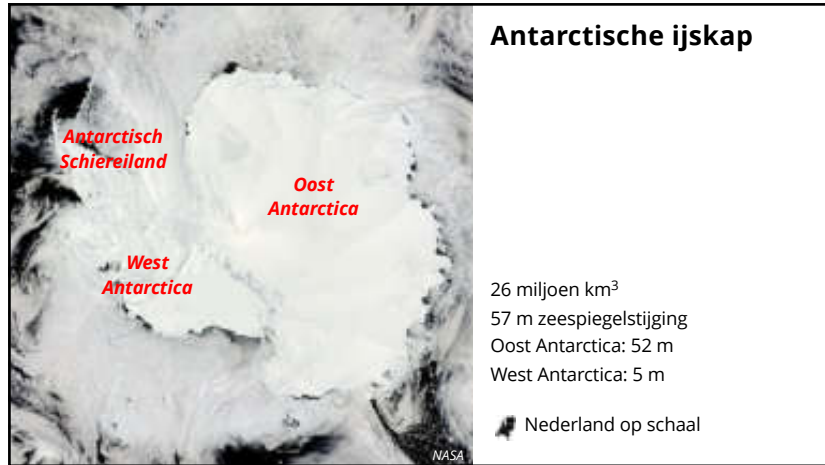 Antarctische ijskap
Antarctisch
Schiereiland
Oost
Antarctica
West
Antarctica
26 miljoen km³
57 m zeespiegelstijging
Oost Antarctica: 52 m
West Antarctica: 5 m
Nederland op schaal
NASA